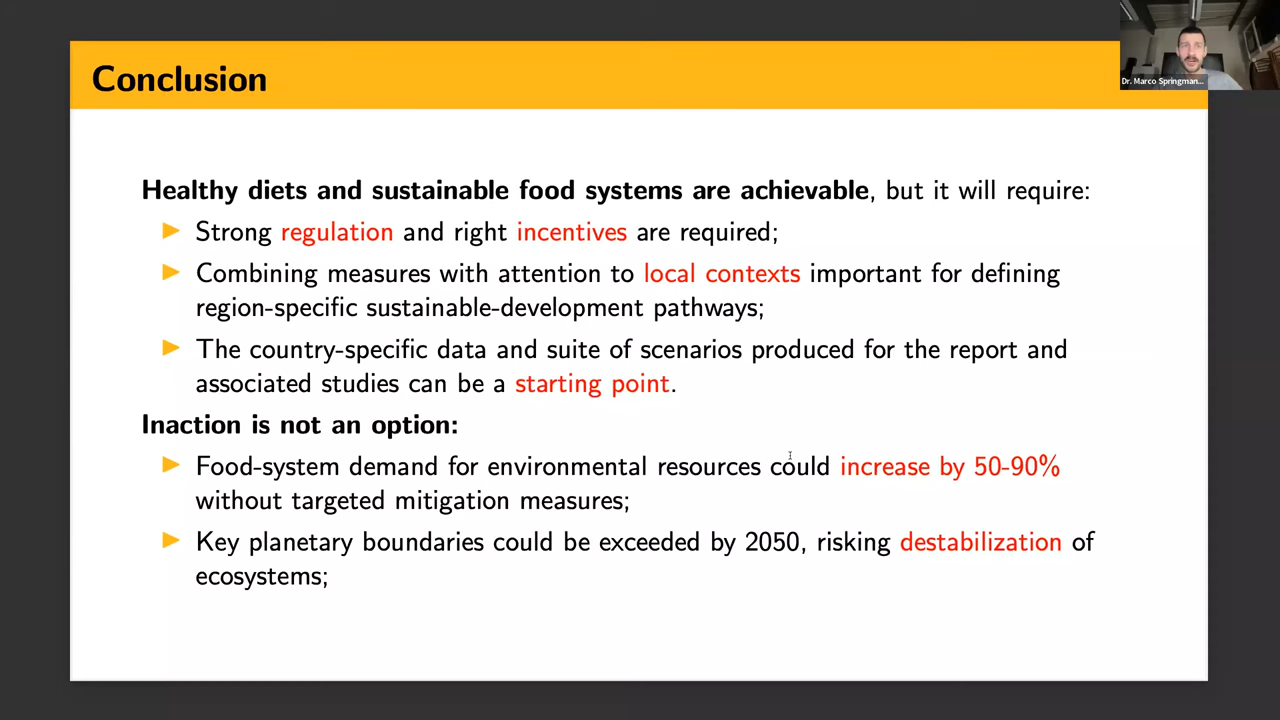 Conclusion
Dr. Marco Springman...
Healthy diets and sustainable food systems are achievable, but it will require:
Strong regulation and right incentives are required;
Combining measures with attention to local contexts important for defining
region-specific sustainable-development pathways;
The country-specific data and suite of scenarios produced for the report and
associated studies can be a starting point.
Inaction is not an option:
Food-system demand for environmental resources could increase by 50-90%
without targeted mitigation measures;
Key planetary boundaries could be exceeded by 2050, risking destabilization of
ecosystems;